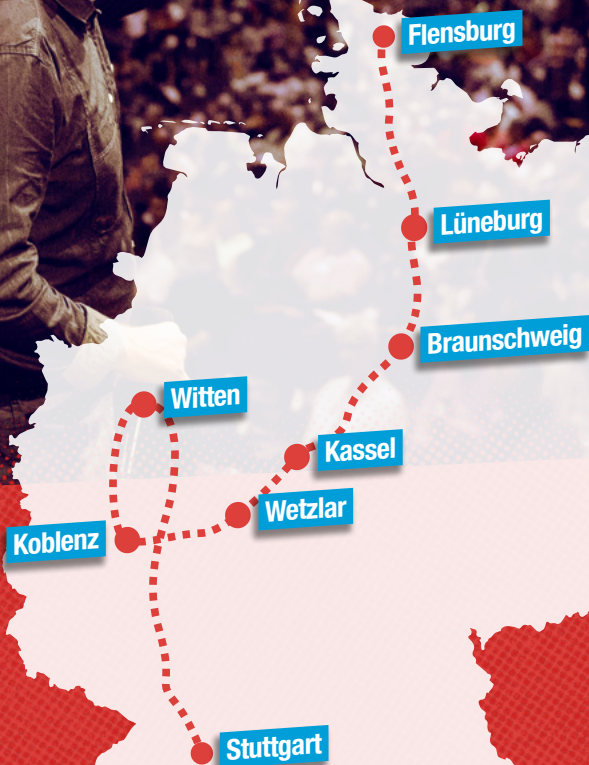 Flensburg
Lüneburg
Braunschweig
Witten
Kassel
Wetzlar
Koblenz
Stuttgart